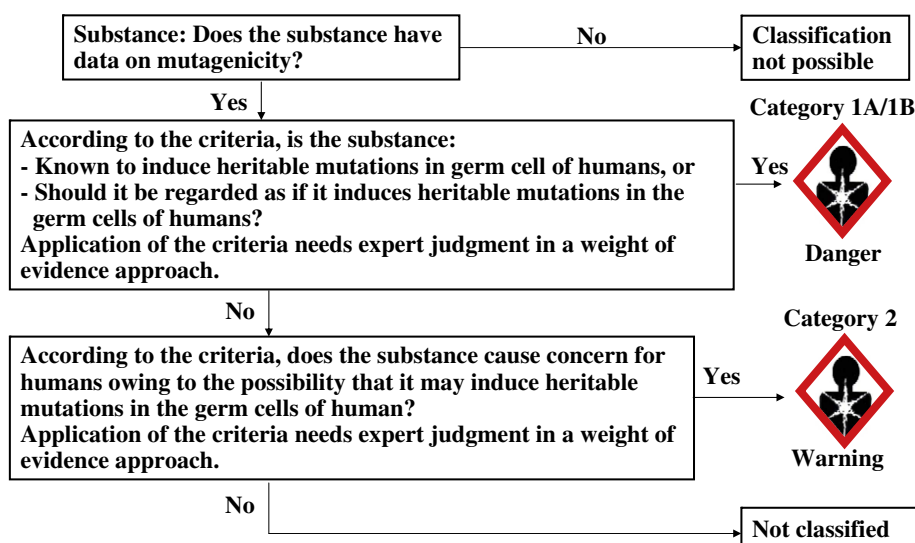 Substance: Does the substance have
data on mutagenicity?
No
Classification
not possible
Yes
Category 1A/1B
According to the criteria, is the substance:
- Known to induce heritable mutations in germ cell of humans, or
- Should it be regarded as if it induces heritable mutations in the
germ cells of humans?
Application of the criteria needs expert judgment in a weight of
evidence approach.
Yes
Danger
No
Category 2
According to the criteria, does the substance cause concern for
humans owing to the possibility that it may induce heritable
mutations in the germ cells of human?
Application of the criteria needs expert judgment in a weight of
evidence approach.
Yes
Warning
No
Not classified